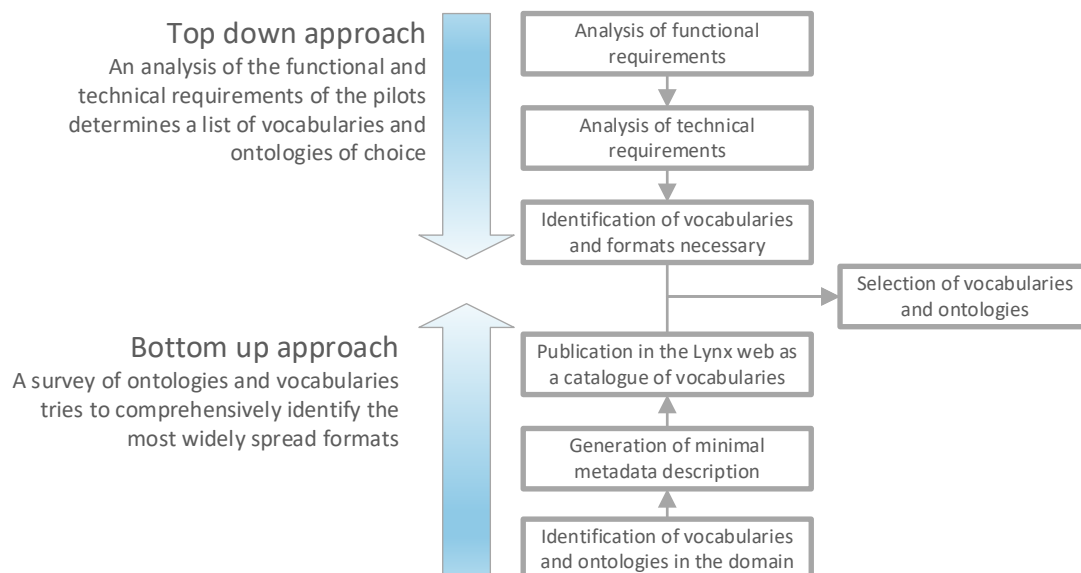 Top down approach
An analysis of the functional and
technical requirements of the pilots
determines a list of vocabularies and
ontologies of choice
Analysis of functional
requirements
Analysis of technical
requirements
Identification of vocabularies
and formats necessary
Selection of vocabularies
and ontologies
Bottom up approach
A survey of ontologies and vocabularies
tries to comprehensively identify the
most widely spread formats
Publication in the Lynx web as
a catalogue of vocabularies
Generation of minimal
metadata description
Identification of vocabularies
and ontologies in the domain